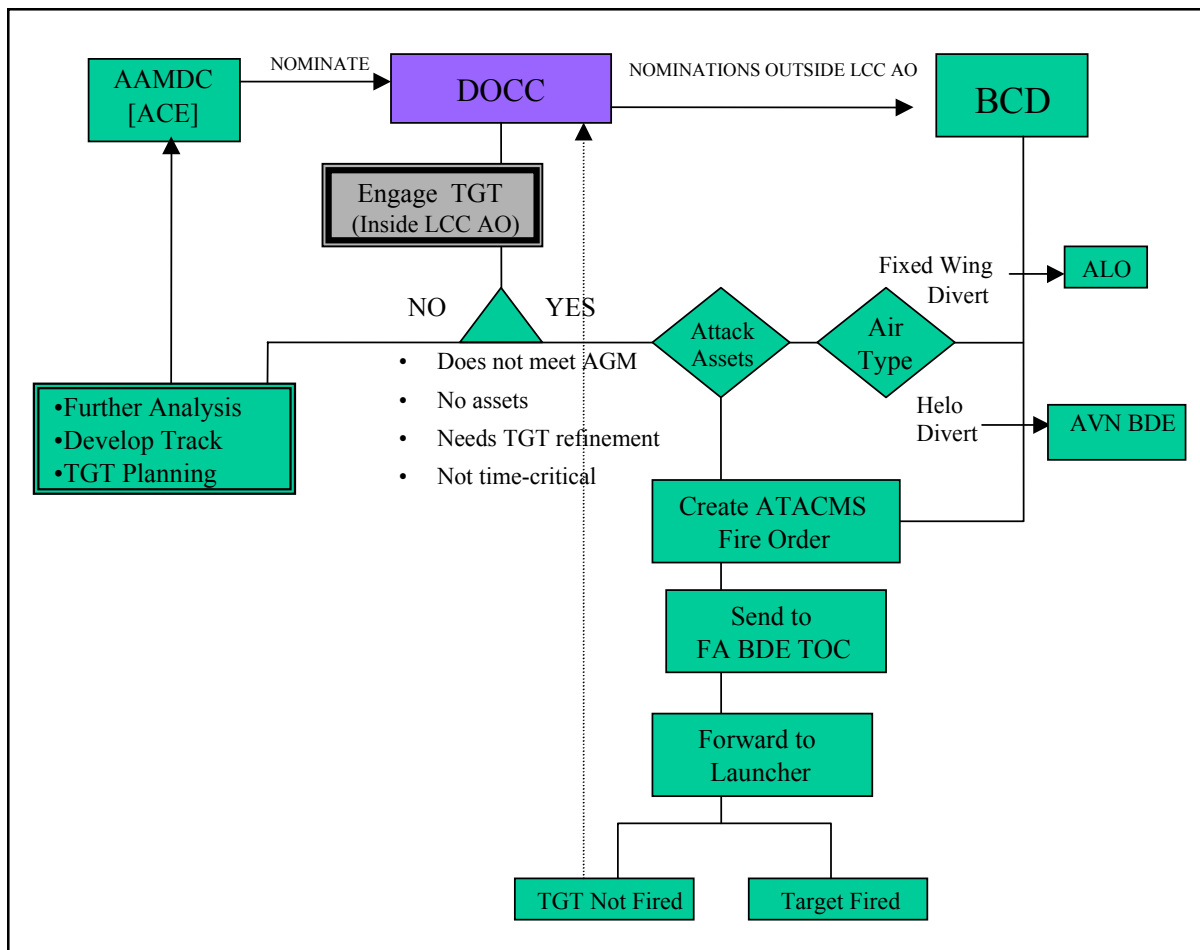 AAMDC
[ACE]
NOMINATE
DOCC
NOMINATIONS OUTSIDE LCC AO
BCD
Engage TGT
(Inside LCC AO)
Fixed Wing
Divert
ALO
NO
YES
Attack
Assets
Air
Type
• Does not meet AGM
• No assets
• Needs TGT refinement
• Not time-critical
•Further Analysis
•Develop Track
•TGT Planning
Helo
Divert
AVN BDE
Create ATACMS
Fire Order
Send to
FA BDE TOC
Forward to
Launcher
TGT Not Fired
Target Fired